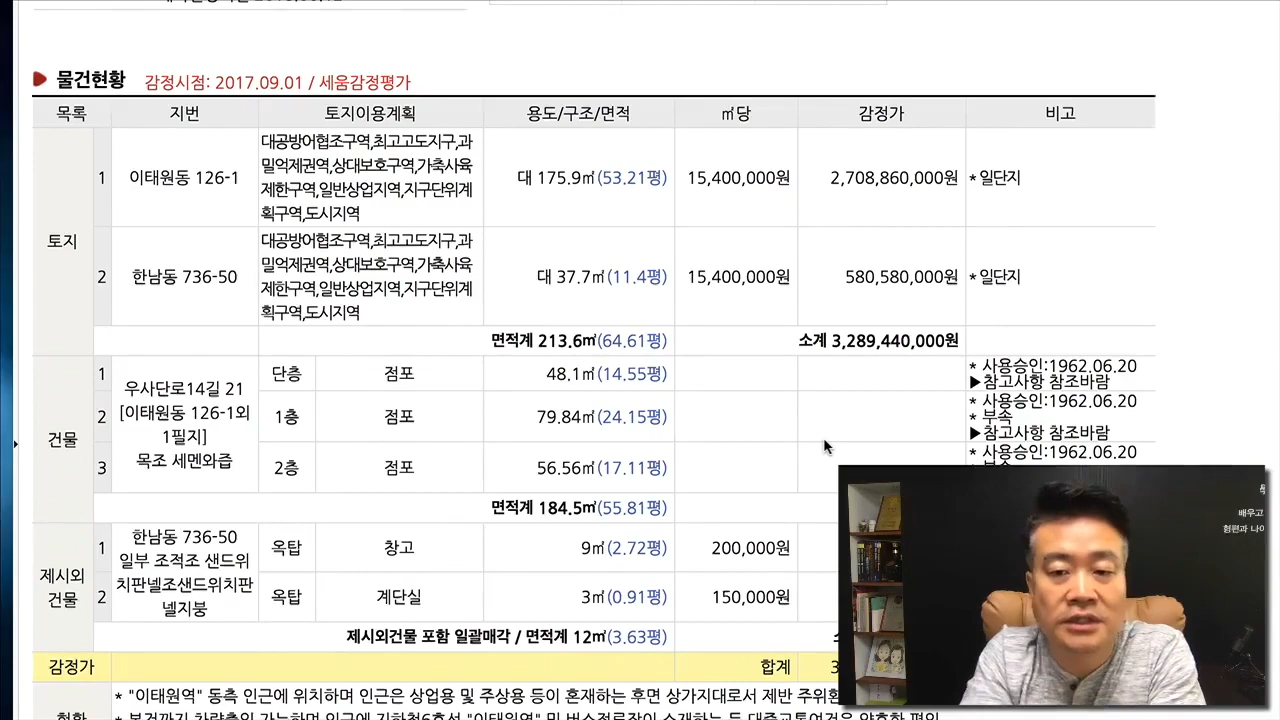 물건현황 감정시점: 2017.09.01 / 세움감정평가
목록 지번 토지이용계획 용도/구조/면적 ㎡당 감정가 비고
토지
1 이태원동 126-1
대공방어협조구역,최고고도지구,과
밀억제권역,상대보호구역,가축사육
제한구역,일반상업지역,지구단위계
획구역,도시지역
대 175.9㎡(53.21평) 15,400,000원 2,708,860,000원 *일단지
2 한남동 736-50
대공방어협조구역,최고고도지구,과
밀억제권역,상대보호구역,가축사육
제한구역,일반상업지역,지구단위계
획구역,도시지역
대 37.7㎡(11.4평) 15,400,000원 580,580,000원 *일단지
면적계 213.6㎡(64.61평) 소계 3,289,440,000원
건물
우사단로14길 21
[이태원동 126-1외
1필지]
목조 세멘와즙
1 단층 점포 48.1㎡(14.55평)
* 사용승인:1962.06.20
▶참고사항 참조바람
2 1층 점포 79.84㎡(24.15평)
* 사용승인:1962.06.20
* 부속
▶참고사항 참조바람
3 2층 점포 56.56㎡(17.11평)
* 사용승인:1962.06.20
면적계 184.5㎡(55.81평)
제시외
건물
한남동 736-50
일부 조적조 샌드위
치판넬조샌드위치판
넬지붕
1 옥탑 창고 9㎡(2.72평) 200,000원
2 옥탑 계단실 3㎡(0.91평) 150,000원
제시외건물 포함 일괄매각 / 면적계 12㎡(3.63평)
감정가 합계 3
* "이태원역" 동측 인근에 위치하며 인근은 상업용 및 주상용 등이 혼재하는 후면 상가지대로서 제반 주위환
배우고
형편과 나이